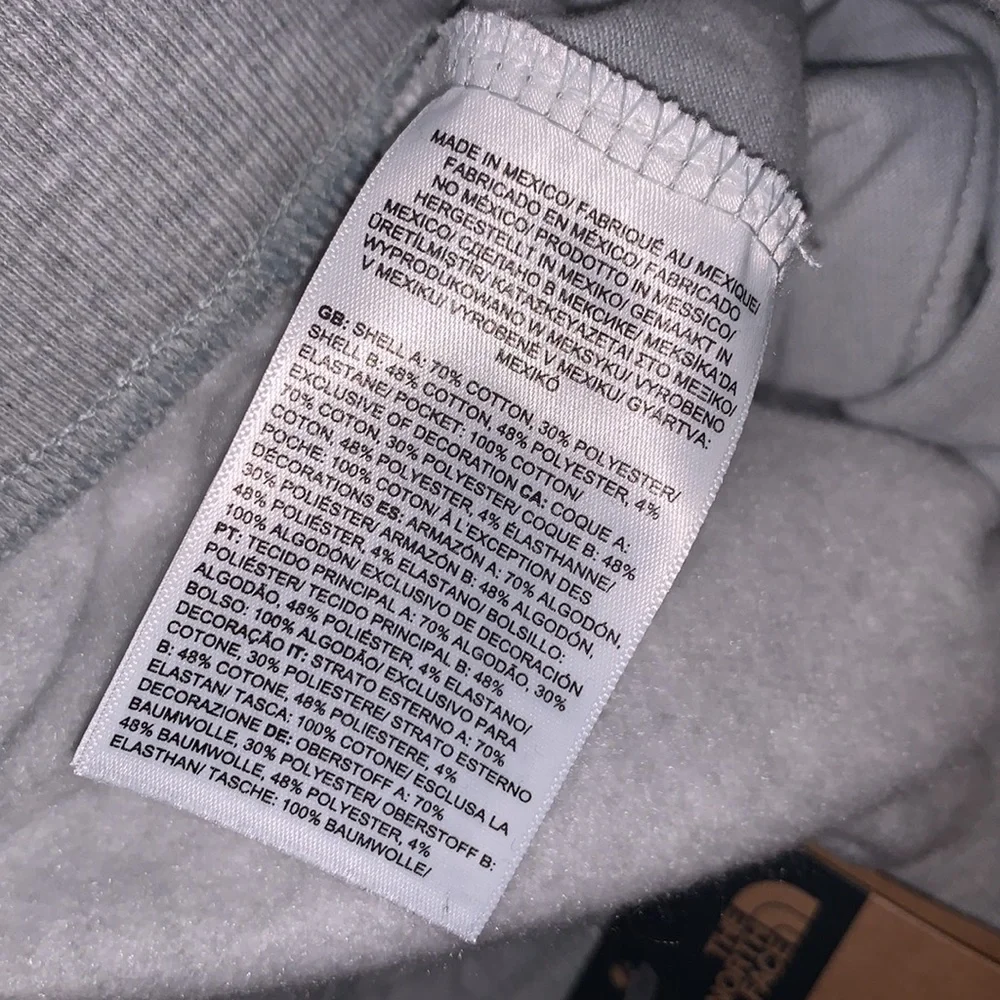 MADE IN MEXICO/ FABRIQUÉ AU MEXIQUE/
FABRICADO EN MÉXICO/ FABRICADO
NO MÉXICO/ PRODOTTO IN MESSICO/
HERGESTELLT IN MEXIKO/ GEMAAKT IN
MEXICO/ СДЕЛАНО В МЕКСИКЕ/ MEKSIKA'DA
ÜRETILMISTIR/ ΚΑΤΑΣΚΕΥΑΖΕΤΑΙ ΣΤΟ ΜΕΞΙΚΟ/
WYPRODUKOWANO W MEKSYKU/ VYROBENO
V MEXIKU/ VYROBENÉ V MEXIKU/ GYÁRTVA:
MEXIKÓ
GB: SHELL A: 70% COTTON, 30% POLYESTER/
SHELL B: 48% COTTON, 48% POLYESTER, 4%
ELASTANE/ POCKET: 100% COTTON/
EXCLUSIVE OF DECORATION CA: COQUE A:
70% COTON, 30% POLYESTER/ COQUE B: 48%
COTON, 48% POLYESTER, 4% ÉLASTHANNE/
POCHE: 100% COTON/ À L'EXCEPTION DES
DÉCORATIONS ES: ARMAZÓN A: 70% ALGODÓN,
30% POLIÉSTER/ ARMAZÓN B: 48% ALGODÓN,
48% POLIÉSTER, 4% ELASTANO/ BOLSILLO:
100% ALGODÓN/ EXCLUSIVO DE DECORACIÓN
PT: TECIDO PRINCIPAL A: 70% ALGODÃO, 30%
POLIÉSTER/ TECIDO PRINCIPAL B: 48%
ALGODÃO, 48% POLIÉSTER, 4% ELASTANO/
BOLSO: 100% ALGODÃO/ EXCLUSIVO PARA
DECORAÇÃO IT: STRATO ESTERNO A: 70%
COTONE, 30% POLIESTERE/ STRATO ESTERNO
B: 48% COTONE, 48% POLIESTERE, 4%
ELASTAN/ TASCA: 100% COTONE/ ESCLUSA LA
DECORAZIONE DE: OBERSTOFF A: 70%
BAUMWOLLE, 30% POLYESTER/ OBERSTOFF B:
48% BAUMWOLLE, 48% POLYESTER, 4%
ELASTHAN/ TASCHE: 100% BAUMWOLLE/
THE
NORTH
FACE